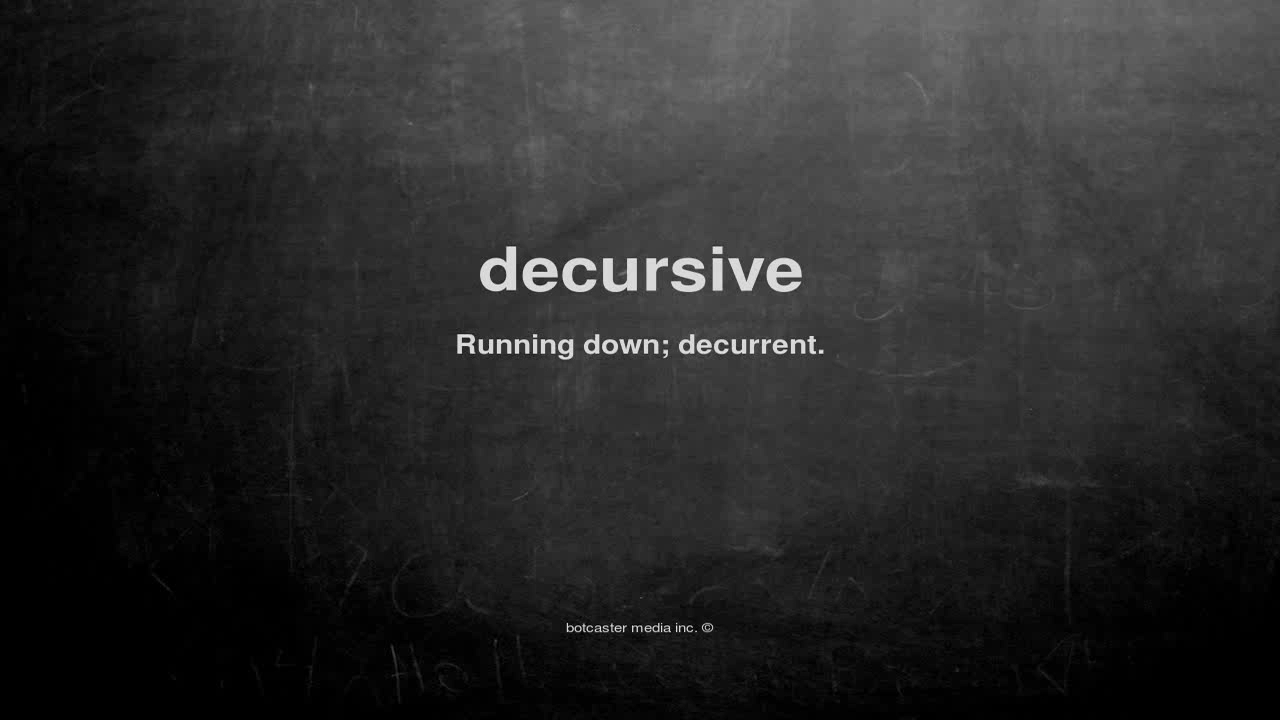 decursive
Running down; decurrent.
botcaster media inc. ©